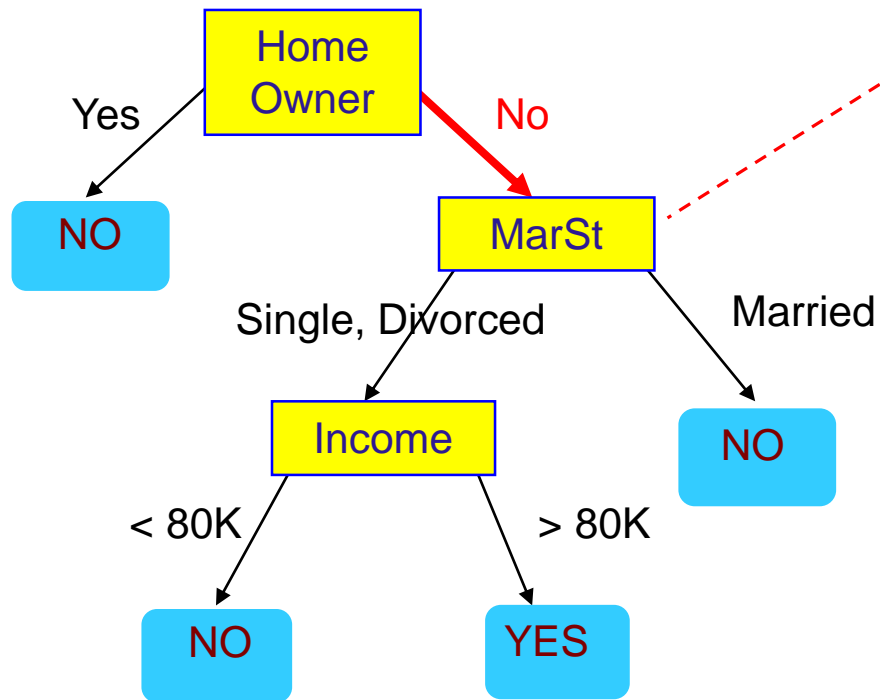 Home
Owner
Yes
No
NO
MarSt
Single, Divorced
Married
Income
NO
< 80K
> 80K
NO
YES